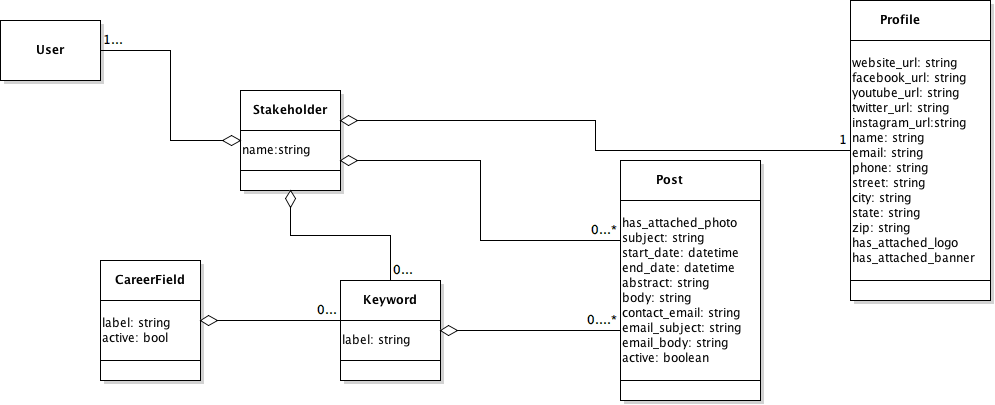 User
1...
Stakeholder
name:string
Profile
website_url: string
facebook_url: string
youtube_url: string
twitter_url: string
instagram_url:string
name: string
email: string
phone: string
street: string
city: string
state: string
zip: string
has_attached_logo
has_attached_banner
1
Post
has_attached_photo
subject: string
start_date: datetime
end_date: datetime
abstract: string
body: string
contact_email: string
email_subject: string
email_body: string
active: boolean
0...*
0....*
CareerField
label: string
active: bool
0...
Keyword
label: string
0...